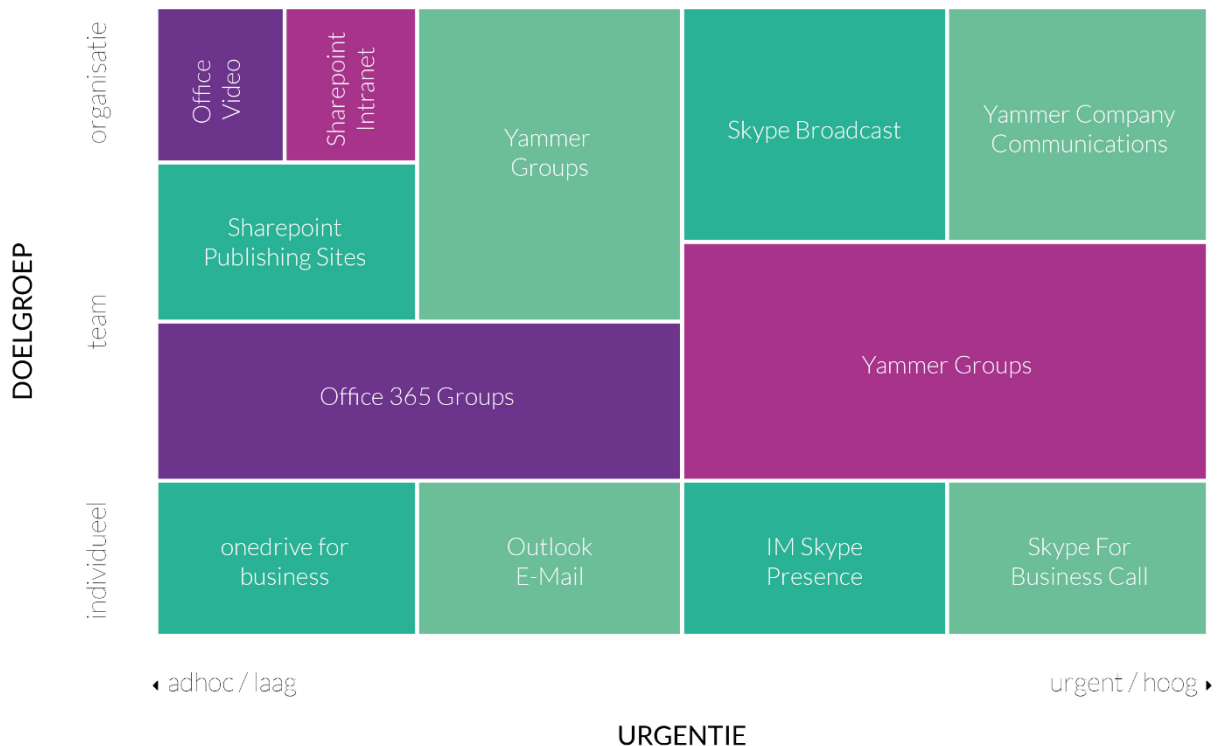 organisatie
Office
Video
Sharepoint
Intranet
Yammer
Groups
Skype Broadcast
Yammer Company
Communications
Sharepoint
Publishing Sites
DOELGROEP
team
Office 365 Groups
Yammer Groups
individueel
onedrive for
business
Outlook
E-Mail
IM Skype
Presence
Skype For
Business Call
adhoc / laag
urgent / hoog
URGENTIE